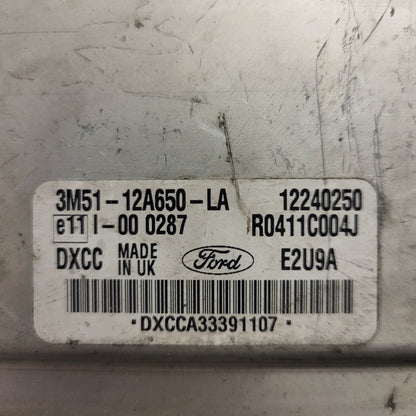 3M51-12A650-LA 12240250
e11 I-00 0287 R0411C004J
DXCC MADE IN UK Ford E2U9A
·DXCCA33391107·